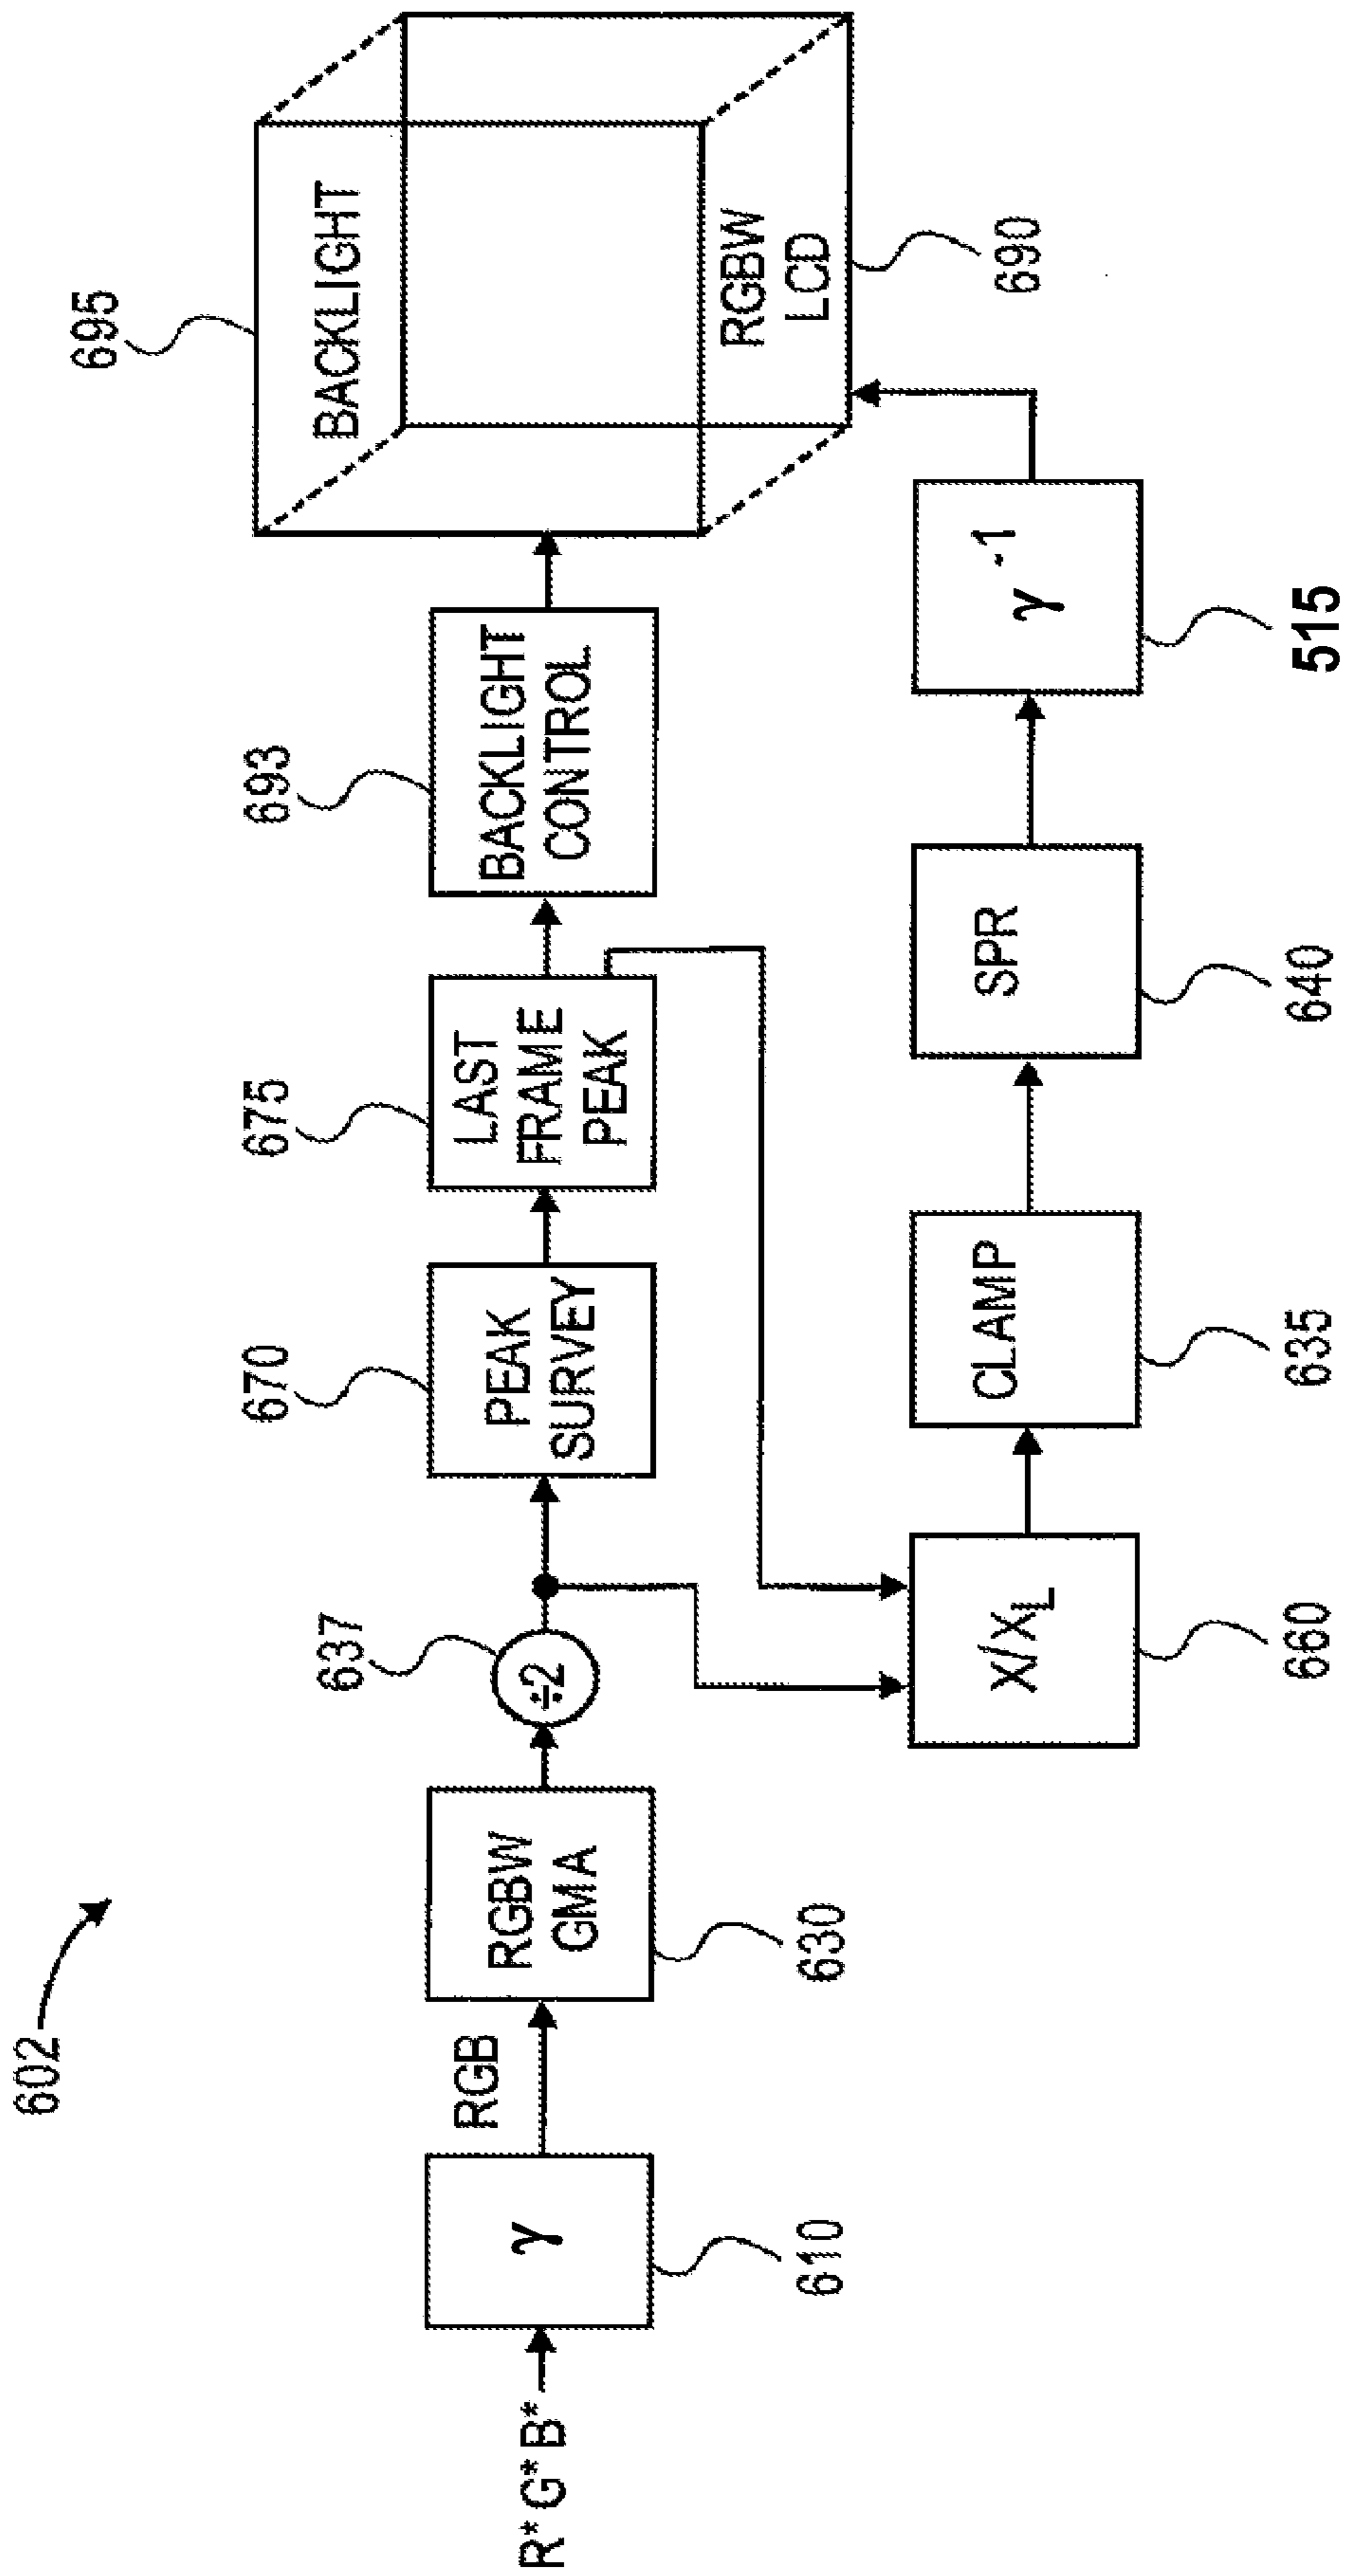 602
R*G*B*
γ
610
RGB
RGBW
GMA
630
÷2
637
PEAK
SURVEY
670
LAST
FRAME
PEAK
675
BACKLIGHT
CONTROL
693
BACKLIGHT
695
RGBW
LCD
690
X/XL
660
CLAMP
635
SPR
640
γ-1
515